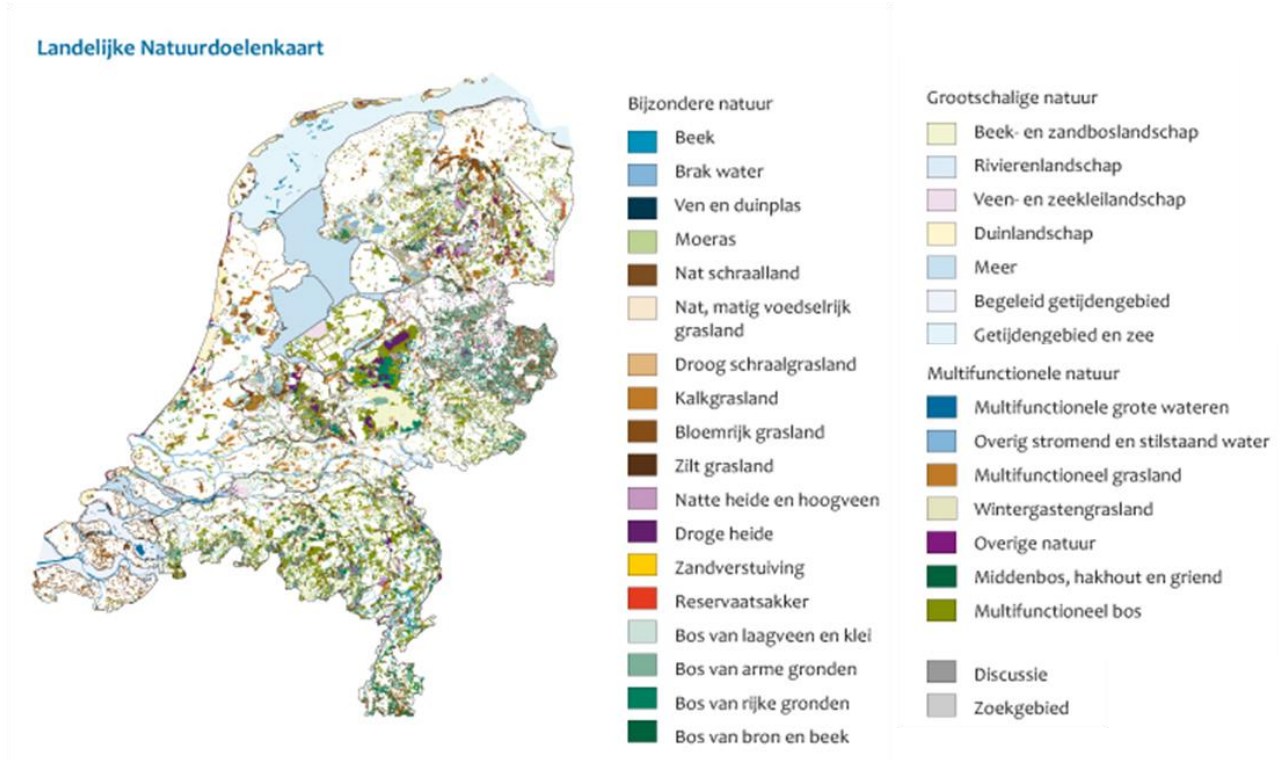 Landelijke Natuurdoelenkaart
Bijzondere natuur
Beek
Brak water
Ven en duinplas
Moeras
Nat schraalland
Nat, matig voedselrijk
grasland
Droog schraalgrasland
Kalkgrasland
Bloemrijk grasland
Zilt grasland
Natte heide en hoogveen
Droge heide
Zandverstuiving
Reservaatsakker
Bos van laagveen en klei
Bos van arme gronden
Bos van rijke gronden
Bos van bron en beek
Grootschalige natuur
Beek- en zandboslandschap
Rivierenlandschap
Veen- en zeekleilandschap
Duinlandschap
Meer
Begeleid getijdengebied
Getijdengebied en zee
Multifunctionele natuur
Multifunctionele grote wateren
Overig stromend en stilstaand water
Multifunctioneel grasland
Wintergastengrasland
Overige natuur
Middenbos, hakhout en griend
Multifunctioneel bos
Discussie
Zoekgebied